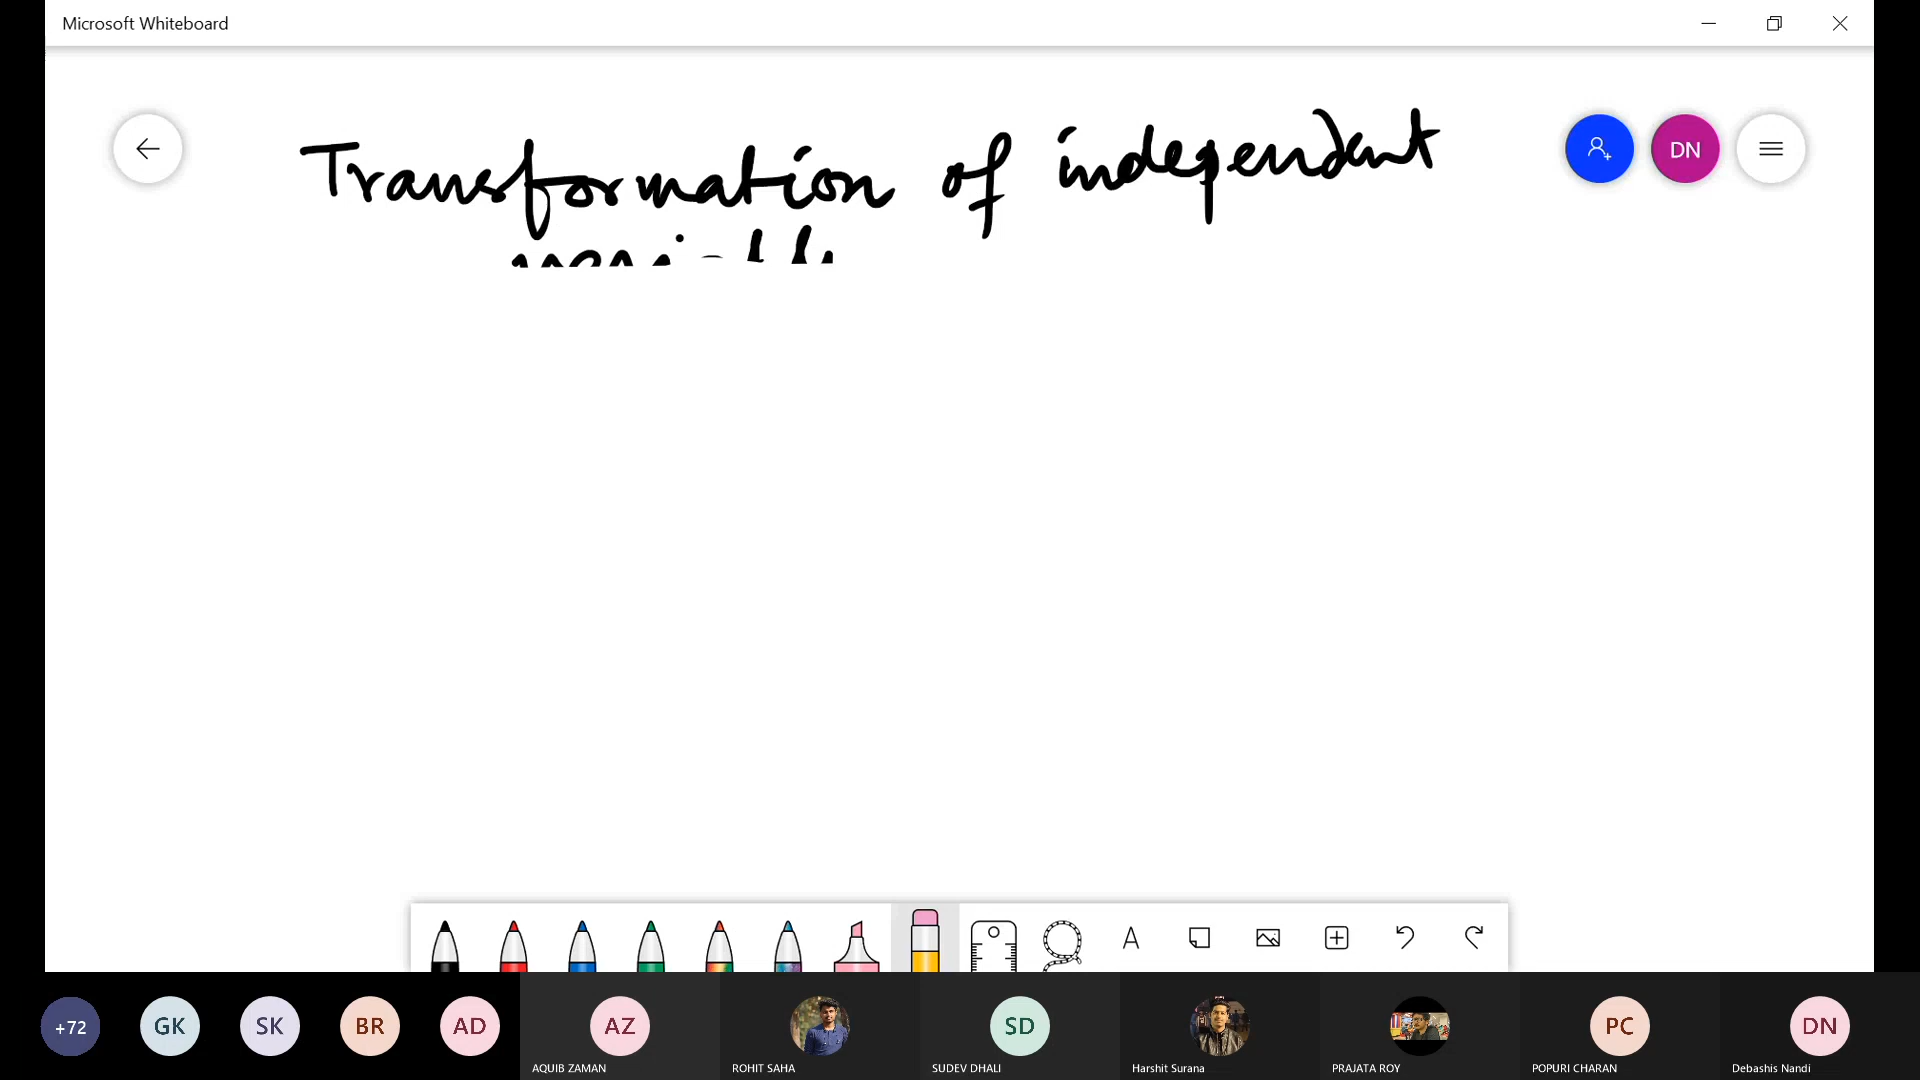 Microsoft Whiteboard
Transformation of independant
DN
A
+72
GK
SK
BR
AD
AZ
SD
PC
DN
AQUIB ZAMAN
ROHIT SAHA
SUDEV DHALI
Harshit Surana
PRAJATA ROY
POPURI CHARAN
Debashis Nandi